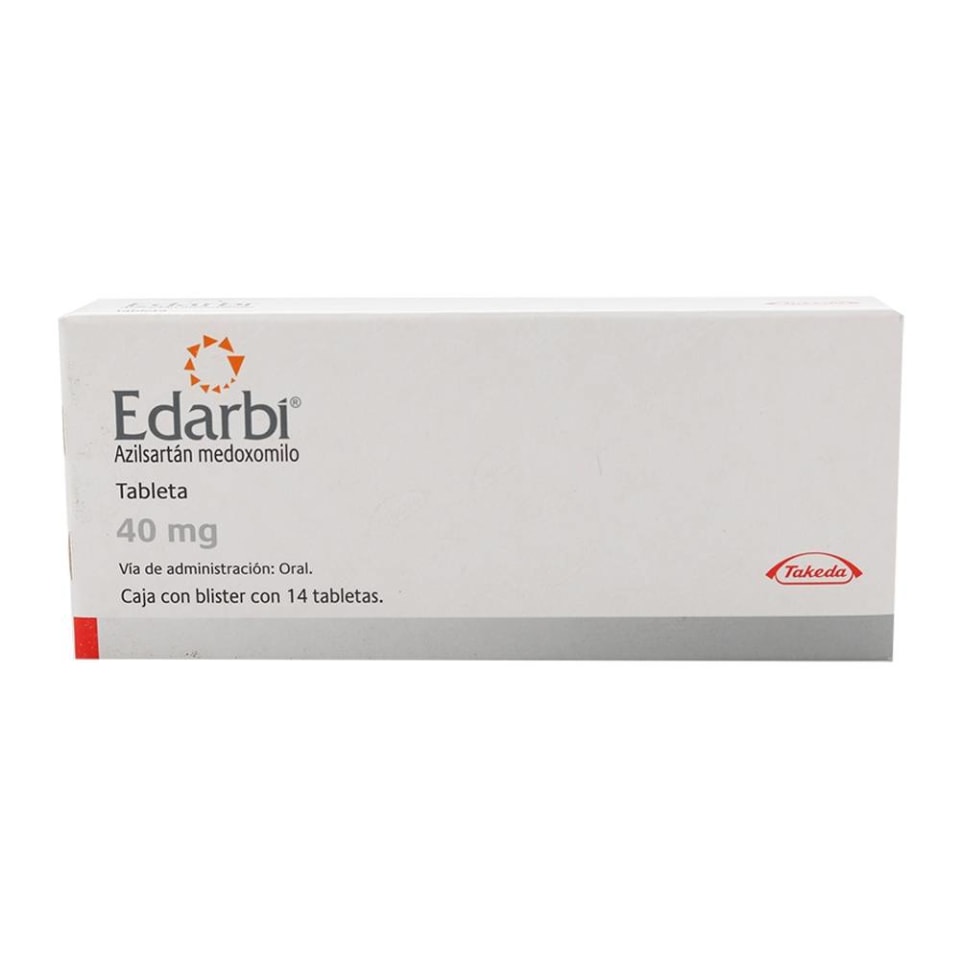 Edarbi®
Azilsartán medoxomilo
Tableta
40 mg
Vía de administración: Oral.
Caja con blister con 14 tabletas.
Takeda